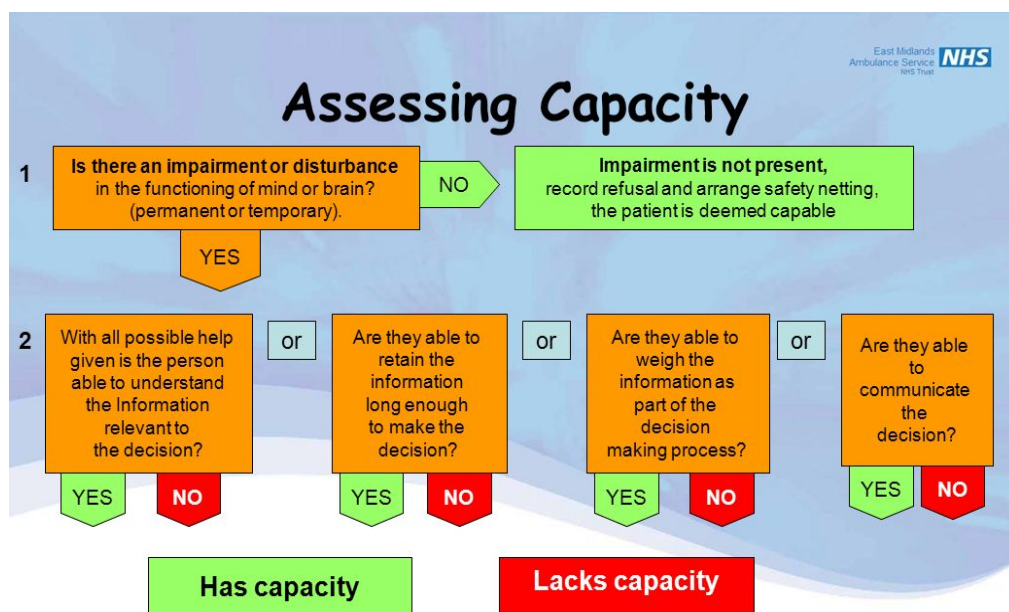 East Midlands
Ambulance Service NHS
NHS Trust
Assessing Capacity
1
Is there an impairment or disturbance
in the functioning of mind or brain?
(permanent or temporary).
NO
Impairment is not present,
record refusal and arrange safety netting,
the patient is deemed capable
YES
2
With all possible help
given is the person
able to understand
the Information
relevant to
the decision?
or
Are they able to
retain the
information
long enough
to make the
decision?
or
Are they able to
weigh the
information as
part of the
decision
making process?
or
Are they able
to
communicate
the
decision?
YES
NO
YES
NO
YES
NO
YES
NO
Has capacity
Lacks capacity